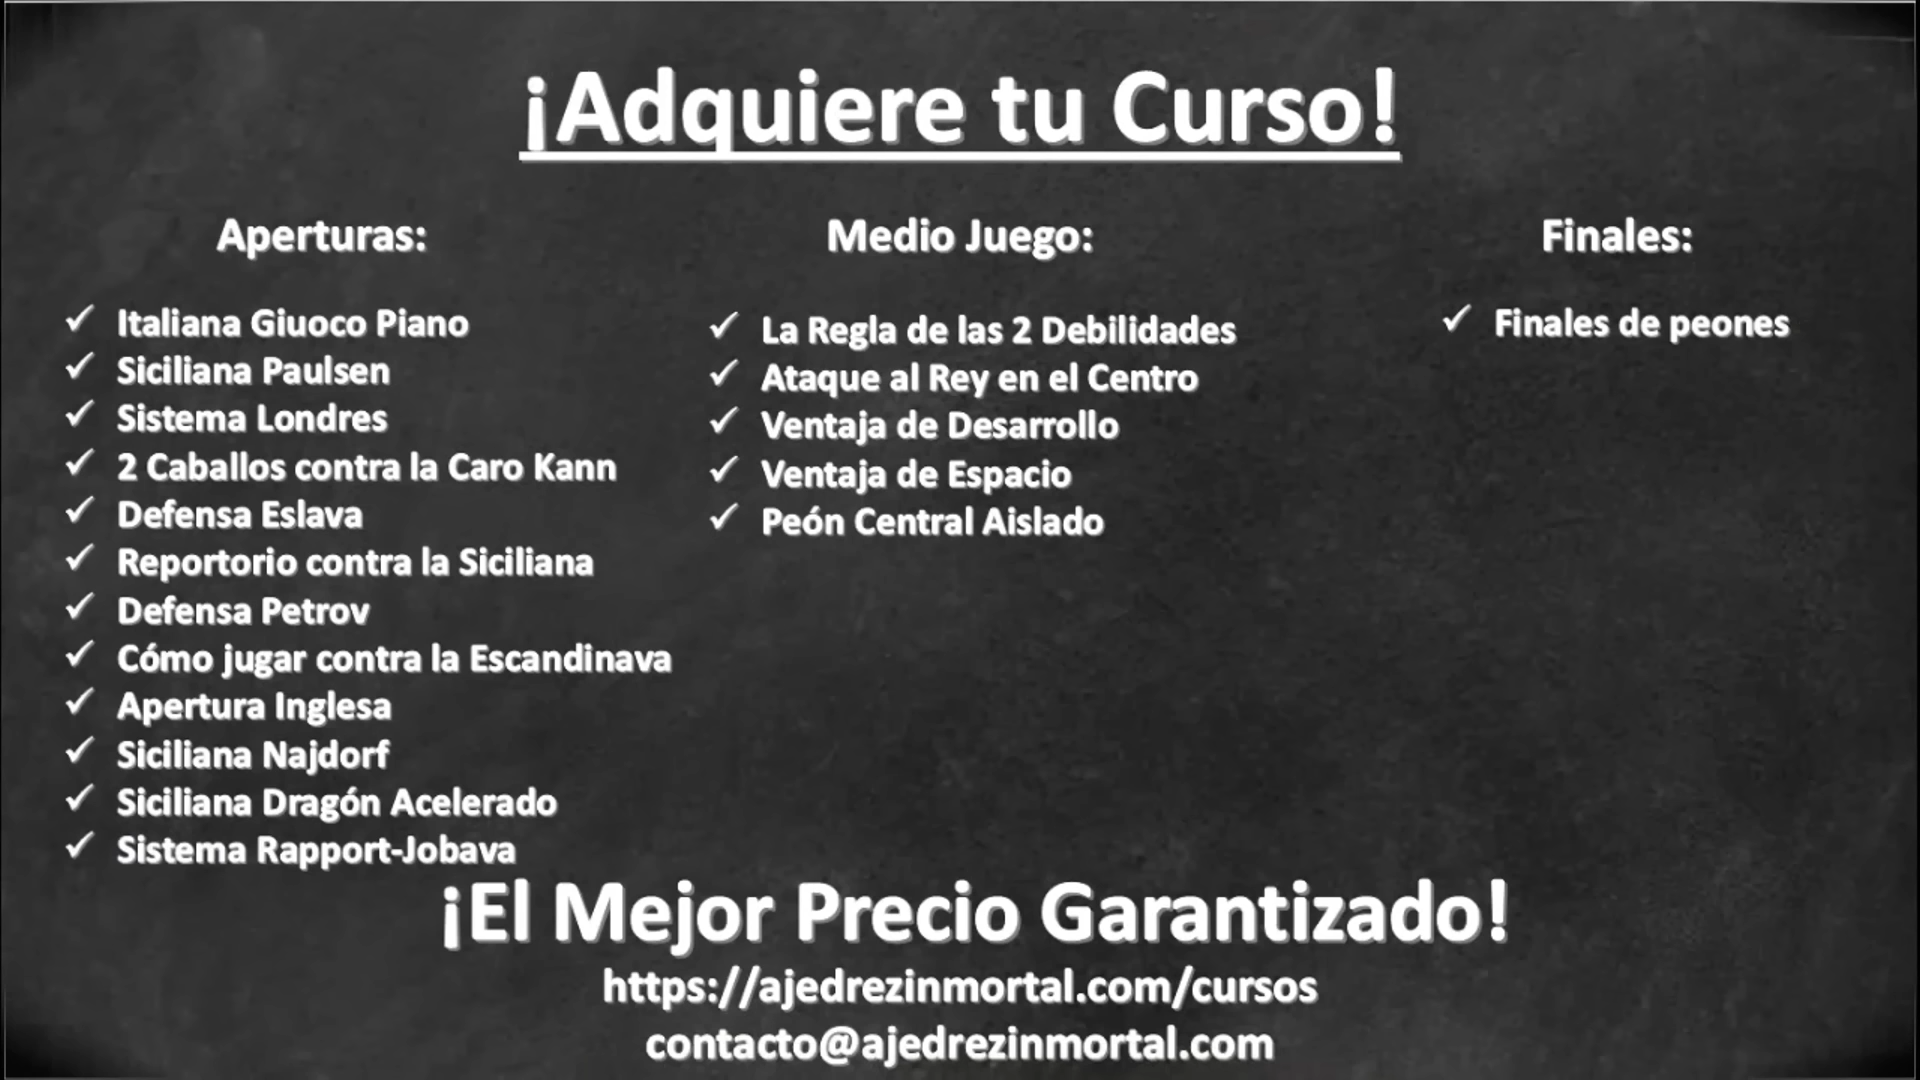 ¡Adquiere tu Curso!
Aperturas:
Italiana Giuoco Piano
Siciliana Paulsen
Sistema Londres
2 Caballos contra la Caro Kann
Defensa Eslava
Reportorio contra la Siciliana
Defensa Petrov
Cómo jugar contra la Escandinava
Apertura Inglesa
Siciliana Najdorf
Siciliana Dragón Acelerado
Sistema Rapport-Jobava
Medio Juego:
La Regla de las 2 Debilidades
Ataque al Rey en el Centro
Ventaja de Desarrollo
Ventaja de Espacio
Peón Central Aislado
Finales:
Finales de peones
¡El Mejor Precio Garantizado!
https://ajedrezinmortal.com/cursos
contacto@ajedrezinmortal.com